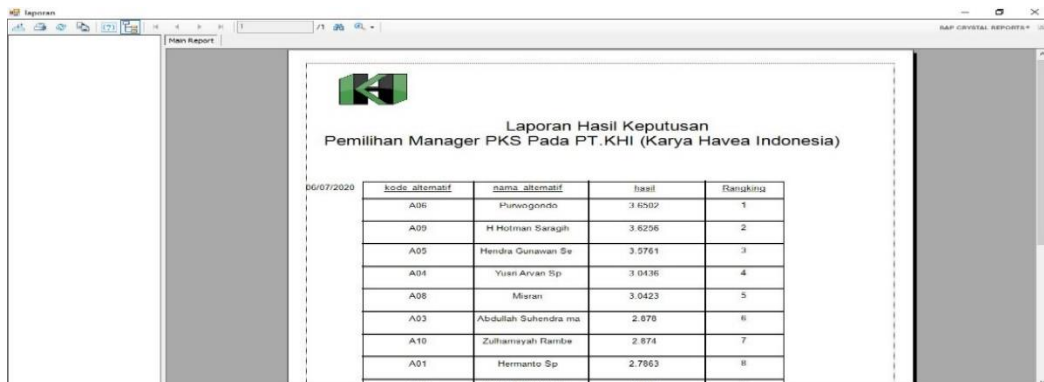 laporan
1 /1
SAP CRYSTAL REPORTS
Main Report
KHI
Laporan Hasil Keputusan
Pemilihan Manager PKS Pada PT.KHI (Karya Havea Indonesia)
06/07/2020 kode_alternatif nama_alternatif hasil Rangking
A06 Purwogondo 3.6502 1
A09 H Hotman Saragih 3.6256 2
A05 Hendra Gunawan Se 3.5761 3
A04 Yusri Arvan Sp 3.0436 4
A08 Misran 3.0423 5
A03 Abdullah Suhendra ma 2.878 6
A10 Zulhamsyah Rambe 2.874 7
A01 Hermanto Sp 2.7863 8